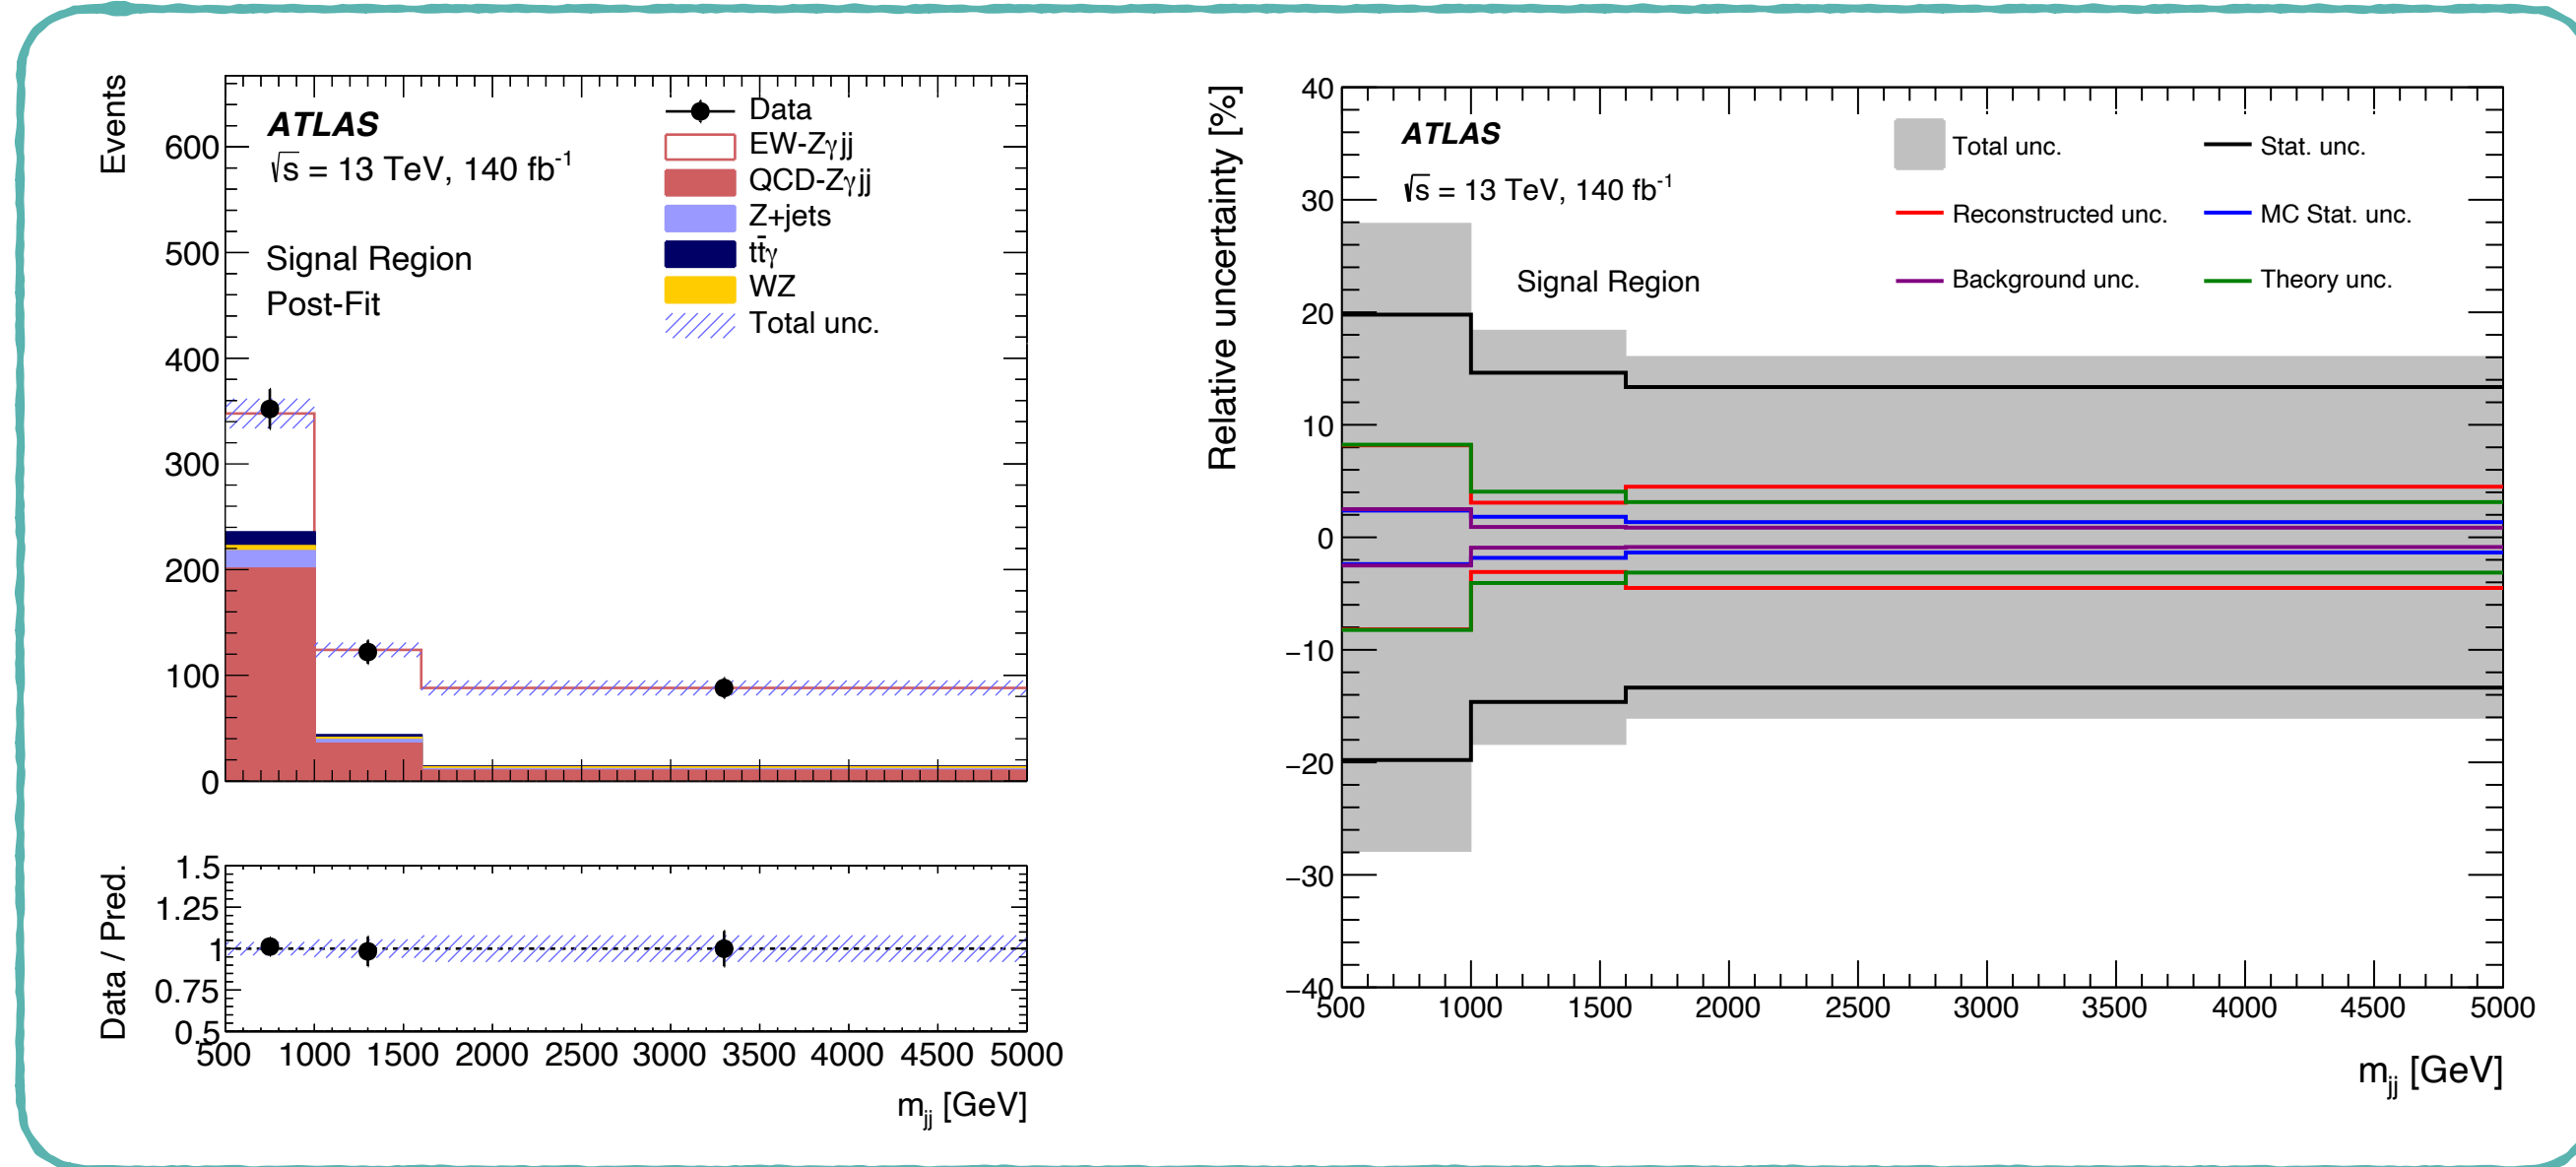 Events
600
500
400
300
200
100
0
ATLAS
√s = 13 TeV, 140 fb-1
Signal Region
Post-Fit
Data
EW-Zγjj
QCD-Zγjj
Z+jets
tt̄γ
WZ
Total unc.
Data / Pred.
1.5
1.25
1
0.75
0.5
500 1000 1500 2000 2500 3000 3500 4000 4500 5000
mjj [GeV]
Relative uncertainty [%]
40
30
20
10
0
−10
−20
−30
−40
ATLAS
√s = 13 TeV, 140 fb-1
Signal Region
Total unc. Stat. unc.
Reconstructed unc. MC Stat. unc.
Background unc. Theory unc.
500 1000 1500 2000 2500 3000 3500 4000 4500 5000
mjj [GeV]